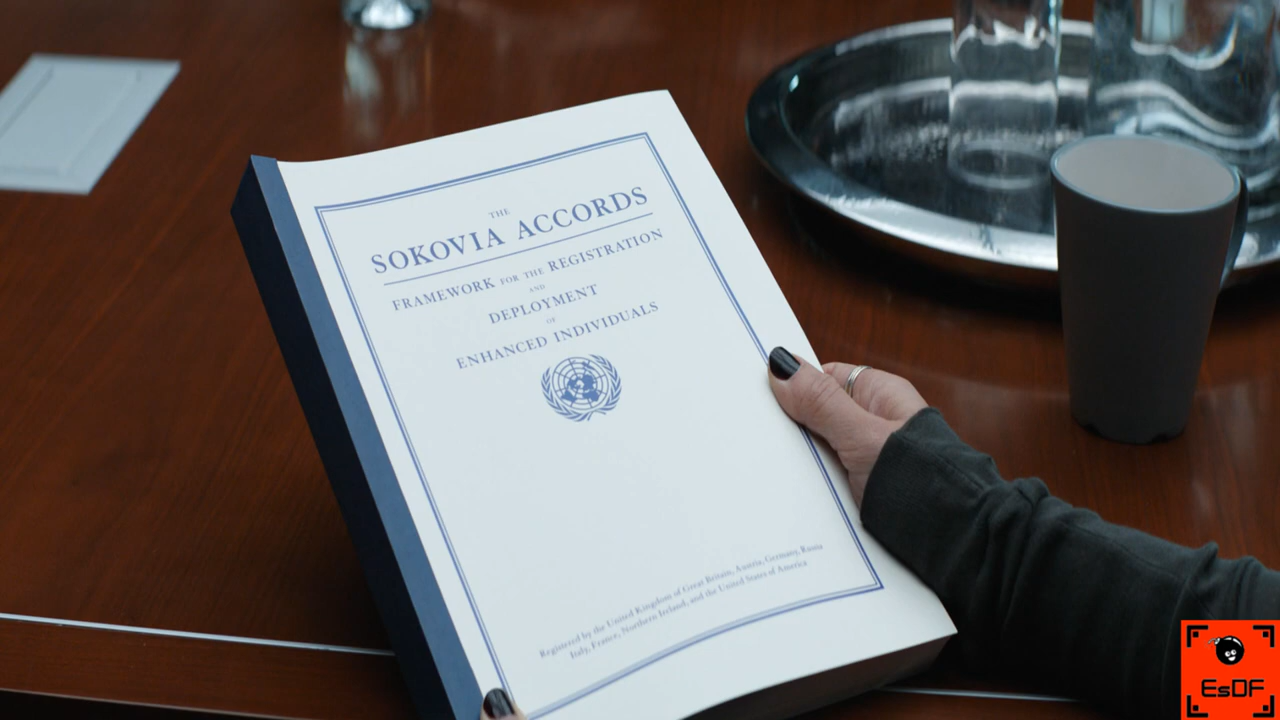 THE
SOKOVIA ACCORDS
FRAMEWORK FOR THE REGISTRATION
AND
DEPLOYMENT
OF
ENHANCED INDIVIDUALS
Registered by the United Kingdom of Great Britain, Austria, Germany, Russia
Italy, France, Northern Ireland, and the United States of America
EsDF